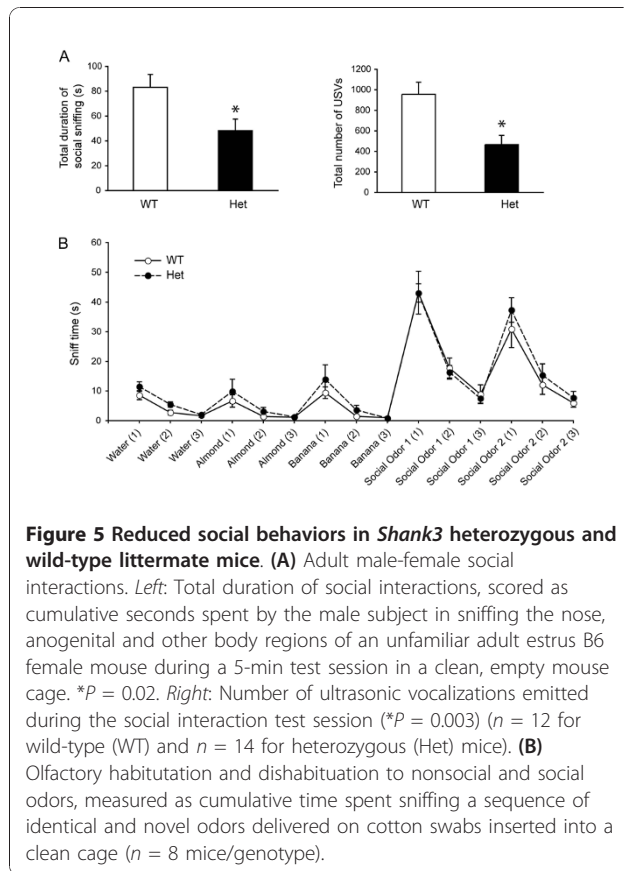 A
Total duration of
social sniffing (s)
100
80
60
40
20
0
*
WT
Het
Total number of USVs
1200
1000
800
600
400
200
0
*
WT
Het
B
Sniff time (s)
60
50
40
30
20
10
0
WT
Het
Water (1)
Water (2)
Water (3)
Almond (1)
Almond (2)
Almond (3)
Banana (1)
Banana (2)
Banana (3)
Social Odor 1 (1)
Social Odor 1 (2)
Social Odor 1 (3)
Social Odor 2 (1)
Social Odor 2 (2)
Social Odor 2 (3)
Figure 5 Reduced social behaviors in Shank3 heterozygous and
wild-type littermate mice. (A) Adult male-female social
interactions. Left: Total duration of social interactions, scored as
cumulative seconds spent by the male subject in sniffing the nose,
anogenital and other body regions of an unfamiliar adult estrus B6
female mouse during a 5-min test session in a clean, empty mouse
cage. *P = 0.02. Right: Number of ultrasonic vocalizations emitted
during the social interaction test session (*P = 0.003) (n = 12 for
wild-type (WT) and n = 14 for heterozygous (Het) mice). (B)
Olfactory habitutation and dishabituation to nonsocial and social
odors, measured as cumulative time spent sniffing a sequence of
identical and novel odors delivered on cotton swabs inserted into a
clean cage (n = 8 mice/genotype).